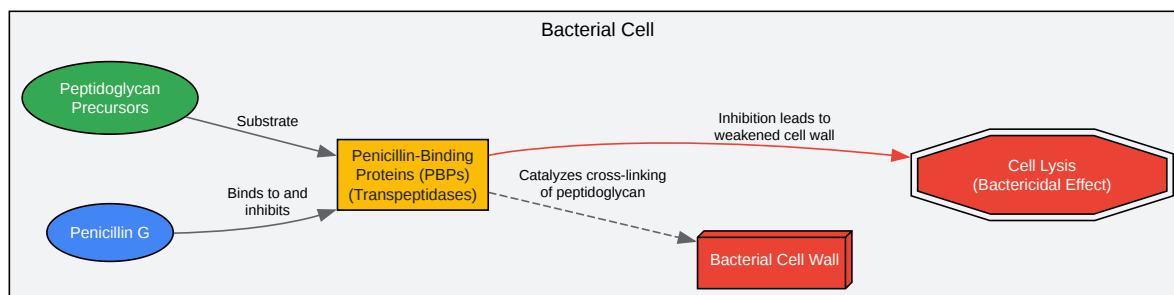 Bacterial Cell
Peptidoglycan
Precursors
Substrate
Penicillin G
Binds to and
inhibits
Penicillin-Binding
Proteins (PBPs)
(Transpeptidases)
Inhibition leads to
weakened cell wall
Catalyzes cross-linking
of peptidoglycan
Cell Lysis
(Bactericidal Effect)
Bacterial Cell Wall